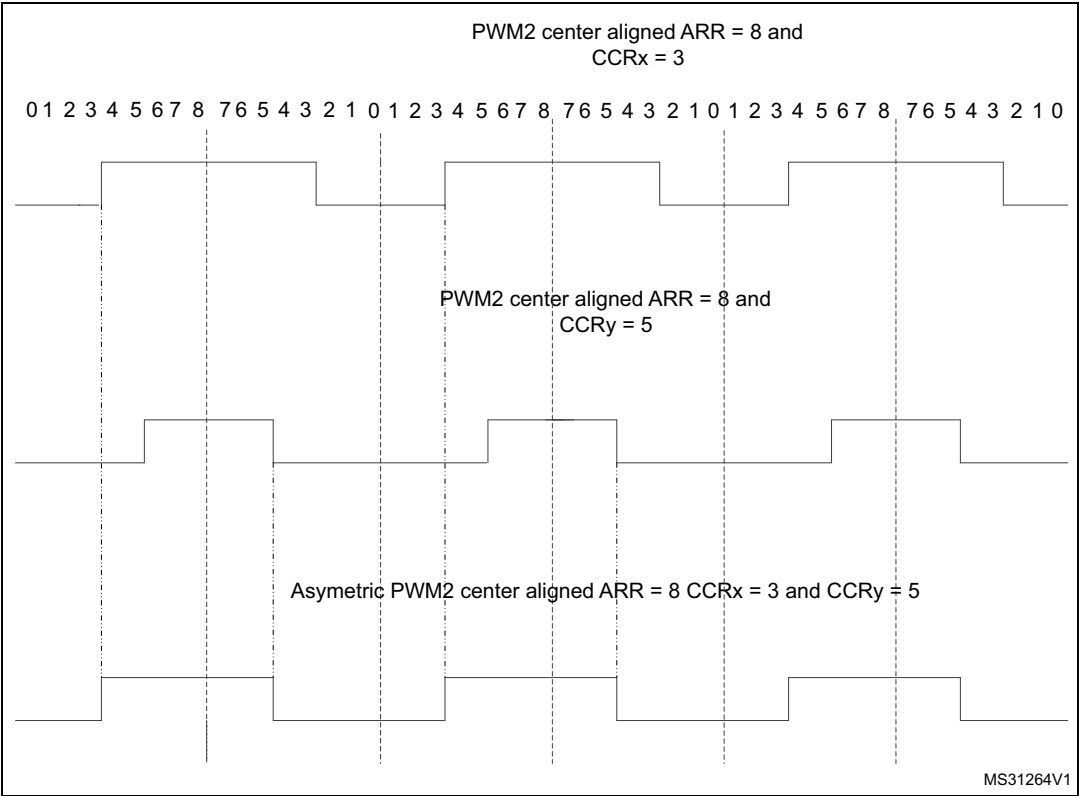 PWM2 center aligned ARR = 8 and
CCRx = 3
0 1 2 3 4 5 6 7 8 7 6 5 4 3 2 1 0 1 2 3 4 5 6 7 8 7 6 5 4 3 2 1 0 1 2 3 4 5 6 7 8 7 6 5 4 3 2 1 0
PWM2 center aligned ARR = 8 and
CCRy = 5
Asymetric PWM2 center aligned ARR = 8 CCRx = 3 and CCRy = 5
MS31264V1